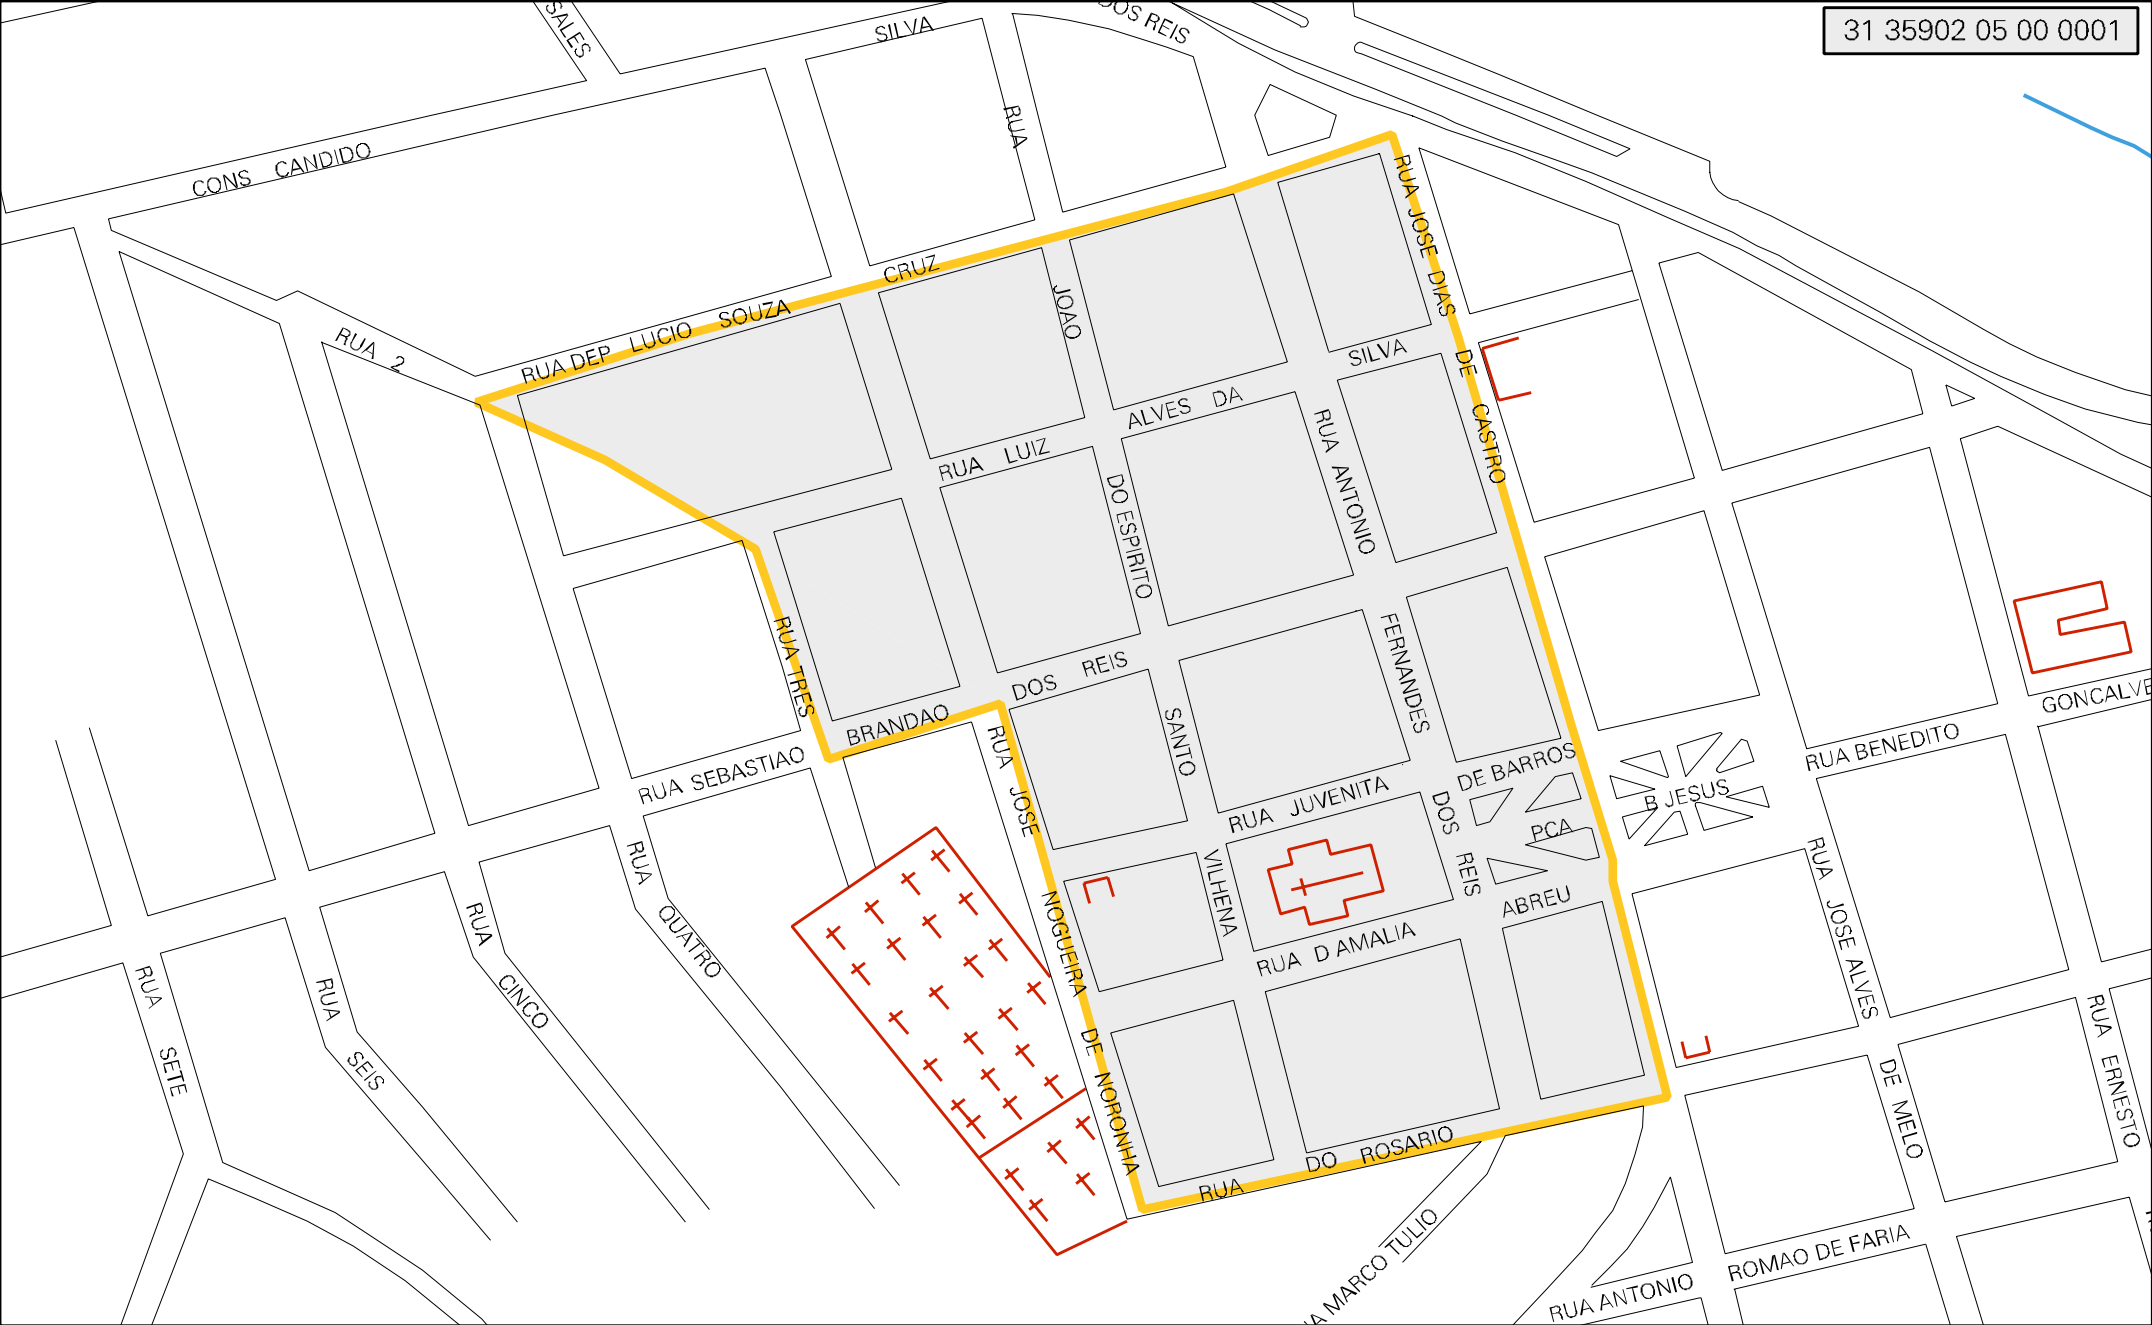 31 35902 05 00 0001
SALES
SILVA
DOS REIS
RUA
CONS CANDIDO
RUA 2
RUA DEP LUCIO SOUZA CRUZ
RUA JOSE DIAS DE CASTRO
JOAO
DO ESPIRITO
SANTO
VILHENA
RUA LUIZ ALVES DA SILVA
RUA ANTONIO
FERNANDES
DOS REIS
RUA TRES
RUA SEBASTIAO BRANDAO DOS REIS
RUA JOSE NOGUEIRA DE NORONHA
RUA JUVENITA DE BARROS
PCA B JESUS
RUA D AMALIA ABREU
RUA DO ROSARIO
RUA BENEDITO
GONCALVE
RUA JOSE ALVES
DE MELO
RUA ERNESTO
RUA QUATRO
RUA CINCO
RUA SEIS
RUA SETE
MARCO TULIO
RUA ANTONIO ROMAO DE FARIA